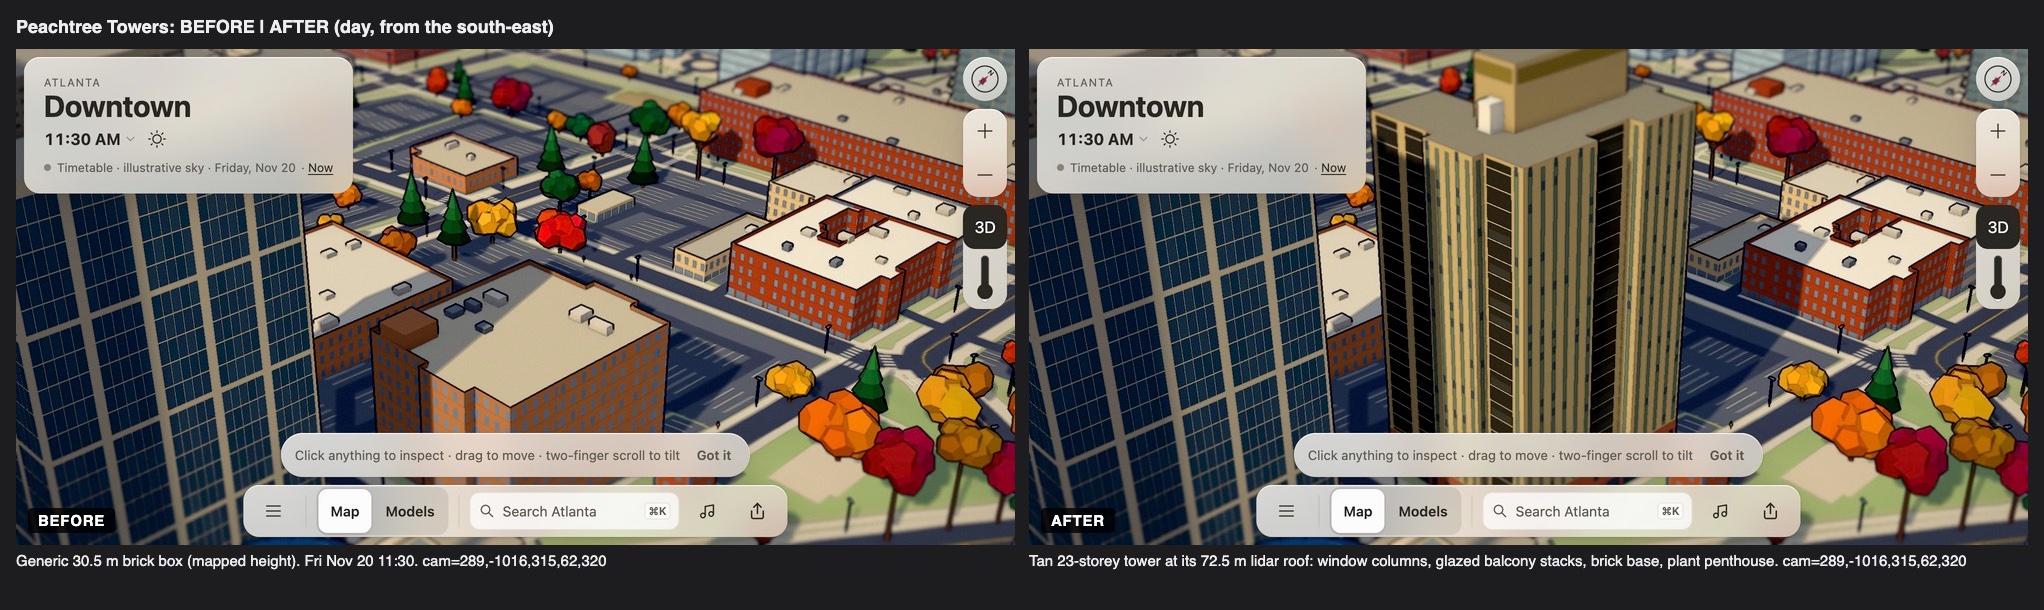 Peachtree Towers: BEFORE | AFTER (day, from the south-east)
ATLANTA
Downtown
11:30 AM
Timetable · illustrative sky · Friday, Nov 20 · Now
3D
Click anything to inspect · drag to move · two-finger scroll to tilt Got it
Map Models Search Atlanta ⌘K
BEFORE
Generic 30.5 m brick box (mapped height). Fri Nov 20 11:30. cam=289,-1016,315,62,320
ATLANTA
Downtown
11:30 AM
Timetable · illustrative sky · Friday, Nov 20 · Now
3D
Click anything to inspect · drag to move · two-finger scroll to tilt Got it
Map Models Search Atlanta ⌘K
AFTER
Tan 23-storey tower at its 72.5 m lidar roof: window columns, glazed balcony stacks, brick base, plant penthouse. cam=289,-1016,315,62,320